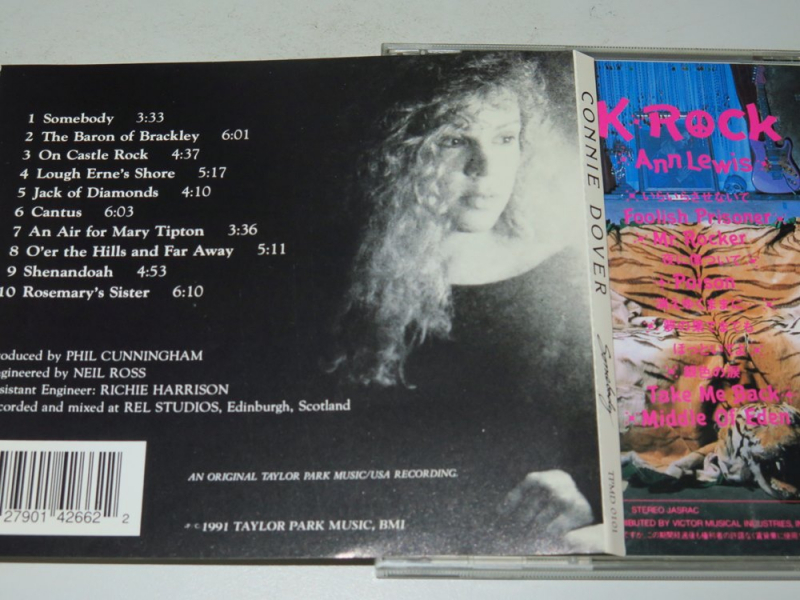 1 Somebody 3:33
2 The Baron of Brackley 6:01
3 On Castle Rock 4:37
4 Lough Erne's Shore 5:17
5 Jack of Diamonds 4:10
6 Cantus 6:03
7 An Air for Mary Tipton 3:36
8 O'er the Hills and Far Away 5:11
9 Shenandoah 4:53
10 Rosemary's Sister 6:10
oduced by PHIL CUNNINGHAM
ngineered by NEIL ROSS
sistant Engineer: RICHIE HARRISON
corded and mixed at REL STUDIOS, Edinburgh, Scotland
27901 42662 2
AN ORIGINAL TAYLOR PARK MUSIC/USA RECORDING.
℗ © 1991 TAYLOR PARK MUSIC, BMI
CONNIE DOVER
Somebody
TPMD 0101
K·Rock
Ann Lewis
Foolish Prisoner
Mr Rocker
Poison
Take Me Back
Middle Of Eden
STEREO JASRAC
IBUTED BY VICTOR MUSICAL INDUSTRIES, IN